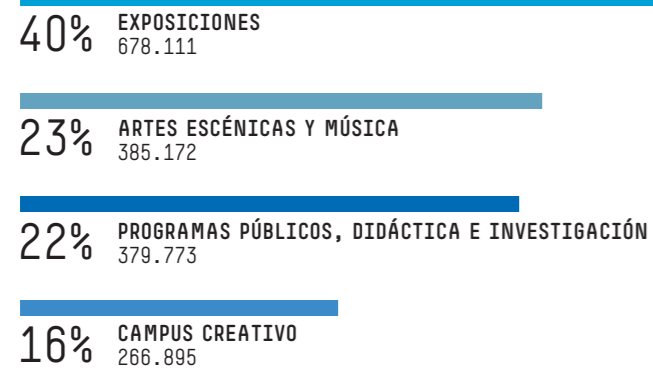 40% EXPOSICIONES
678.111
23% ARTES ESCÉNICAS Y MÚSICA
385.172
22% PROGRAMAS PÚBLICOS, DIDÁCTICA E INVESTIGACIÓN
379.773
16% CAMPUS CREATIVO
266.895